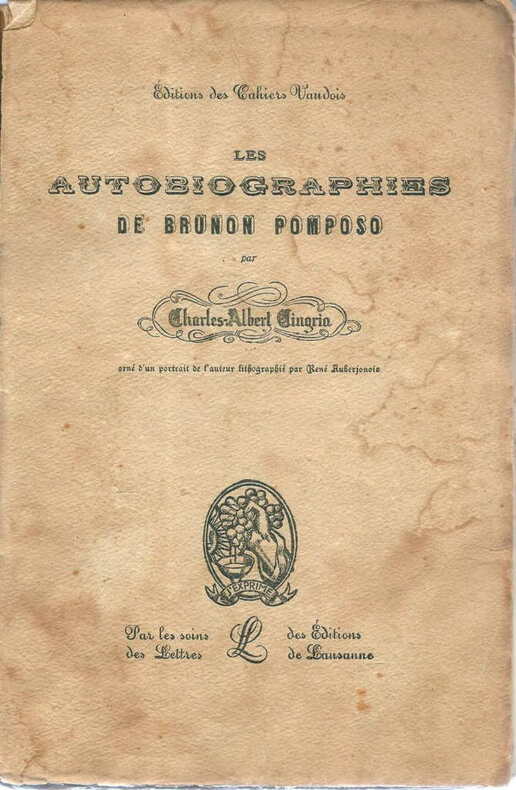 Éditions des Cahiers Vaudois
LES
AUTOBIOGRAPHIES
DE BRUNON POMPOSO
par
Charles-Albert Cingria
orné d'un portrait de l'auteur lithographié par René Auberjonois
J'EXPRIME
Par les soins LL des Éditions
des Lettres de Lausanne